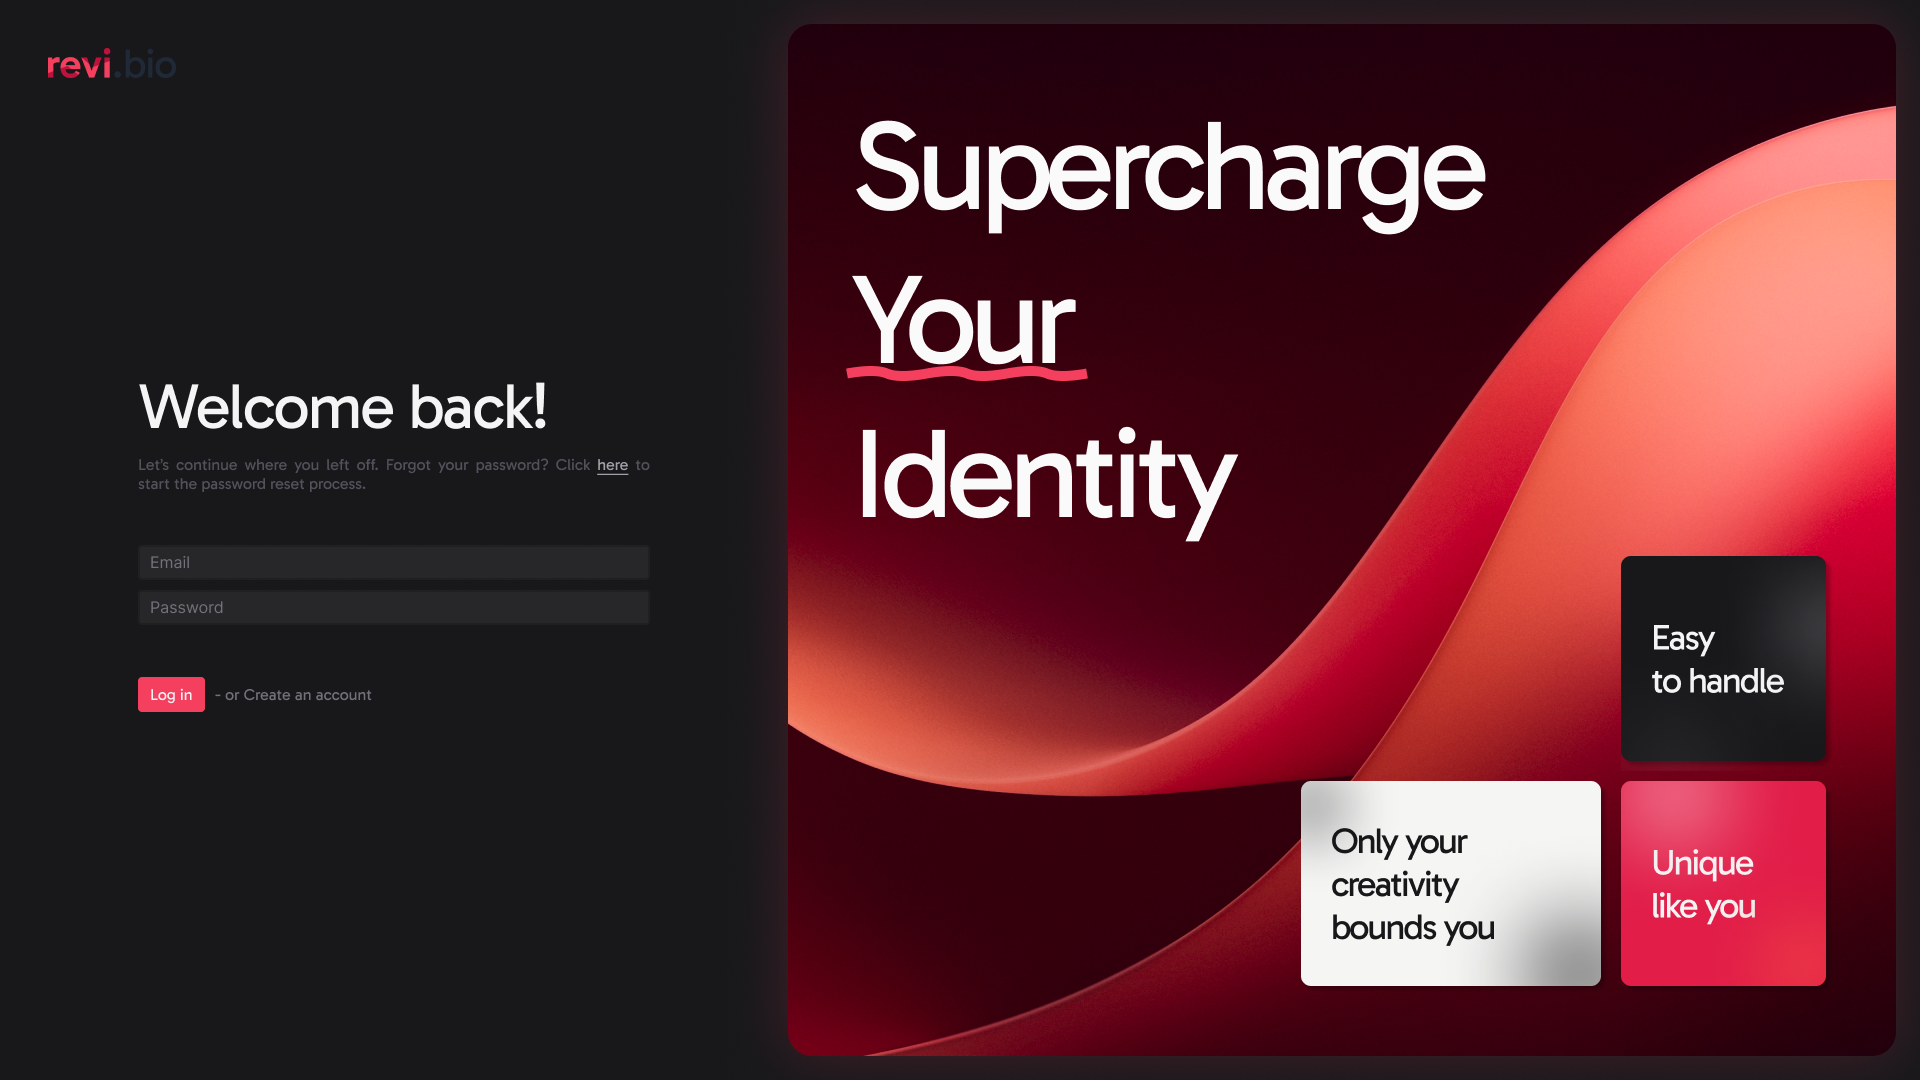 revi.bio
Welcome back!
Let's continue where you left off. Forgot your password? Click here to
start the password reset process.
Email
Password
Log in - or Create an account
Supercharge
Your
Identity
Easy
to handle
Only your
creativity
bounds you
Unique
like you